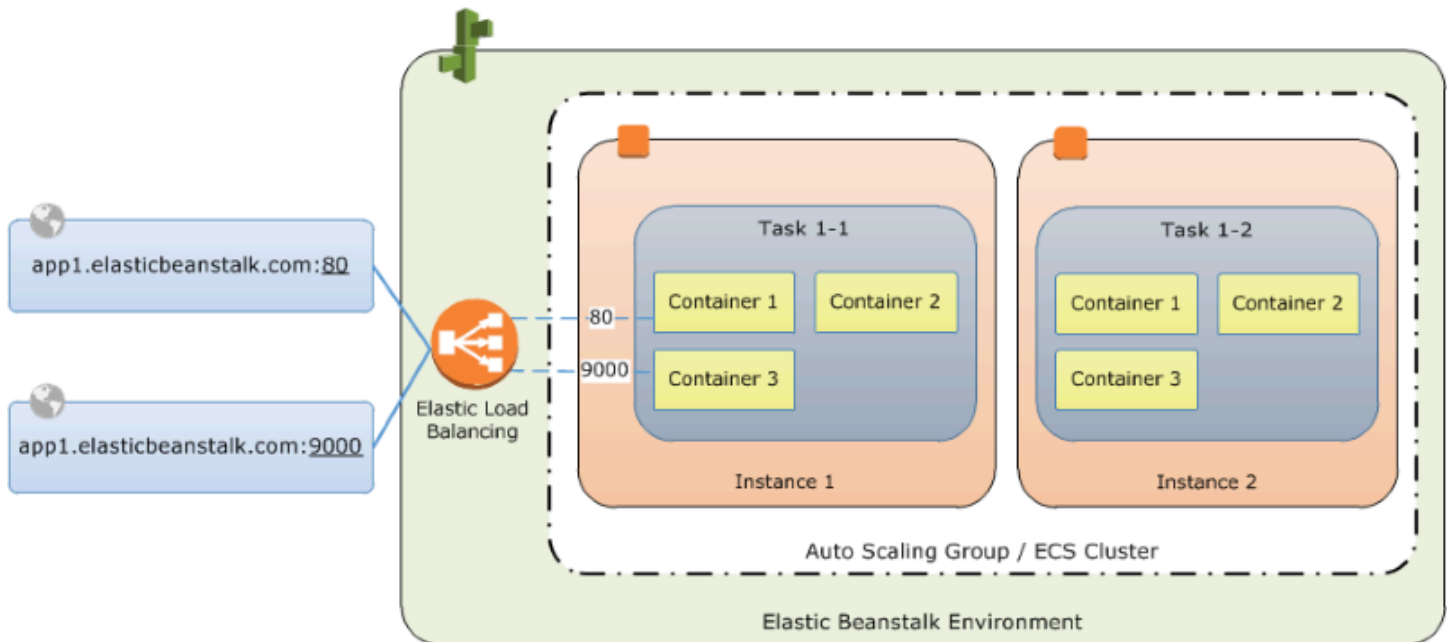 app1.elasticbeanstalk.com:80
app1.elasticbeanstalk.com:9000
Elastic Load
Balancing
80
9000
Task 1-1
Container 1
Container 2
Container 3
Instance 1
Task 1-2
Container 1
Container 2
Container 3
Instance 2
Auto Scaling Group / ECS Cluster
Elastic Beanstalk Environment